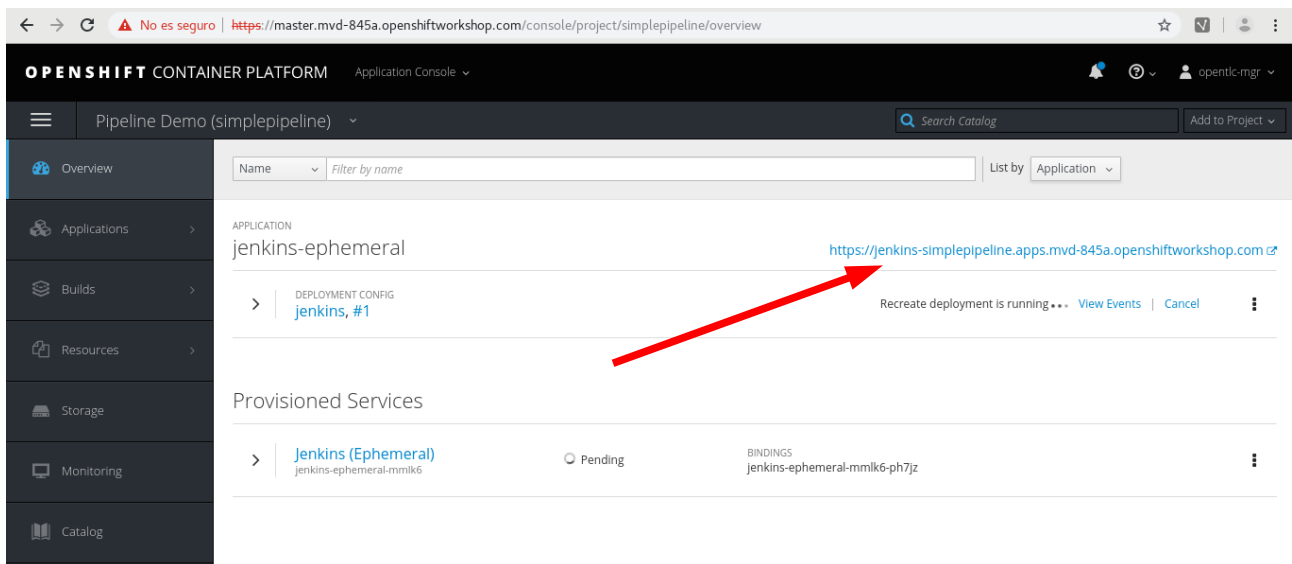 No es seguro | https://master.mvd-845a.openshiftworkshop.com/console/project/simplepipeline/overview
OPENSHIFT CONTAINER PLATFORM Application Console opentlc-mgr
Pipeline Demo (simplepipeline) Search Catalog Add to Project
Overview
Name Filter by name List by Application
Applications
APPLICATION
jenkins-ephemeral
https://jenkins-simplepipeline.apps.mvd-845a.openshiftworkshop.com
Builds
DEPLOYMENT CONFIG
jenkins, #1
Recreate deployment is running... View Events | Cancel
Resources
Provisioned Services
Storage
Jenkins (Ephemeral)
jenkins-ephemeral-mmlk6
Pending
BINDINGS
jenkins-ephemeral-mmlk6-ph7jz
Monitoring
Catalog